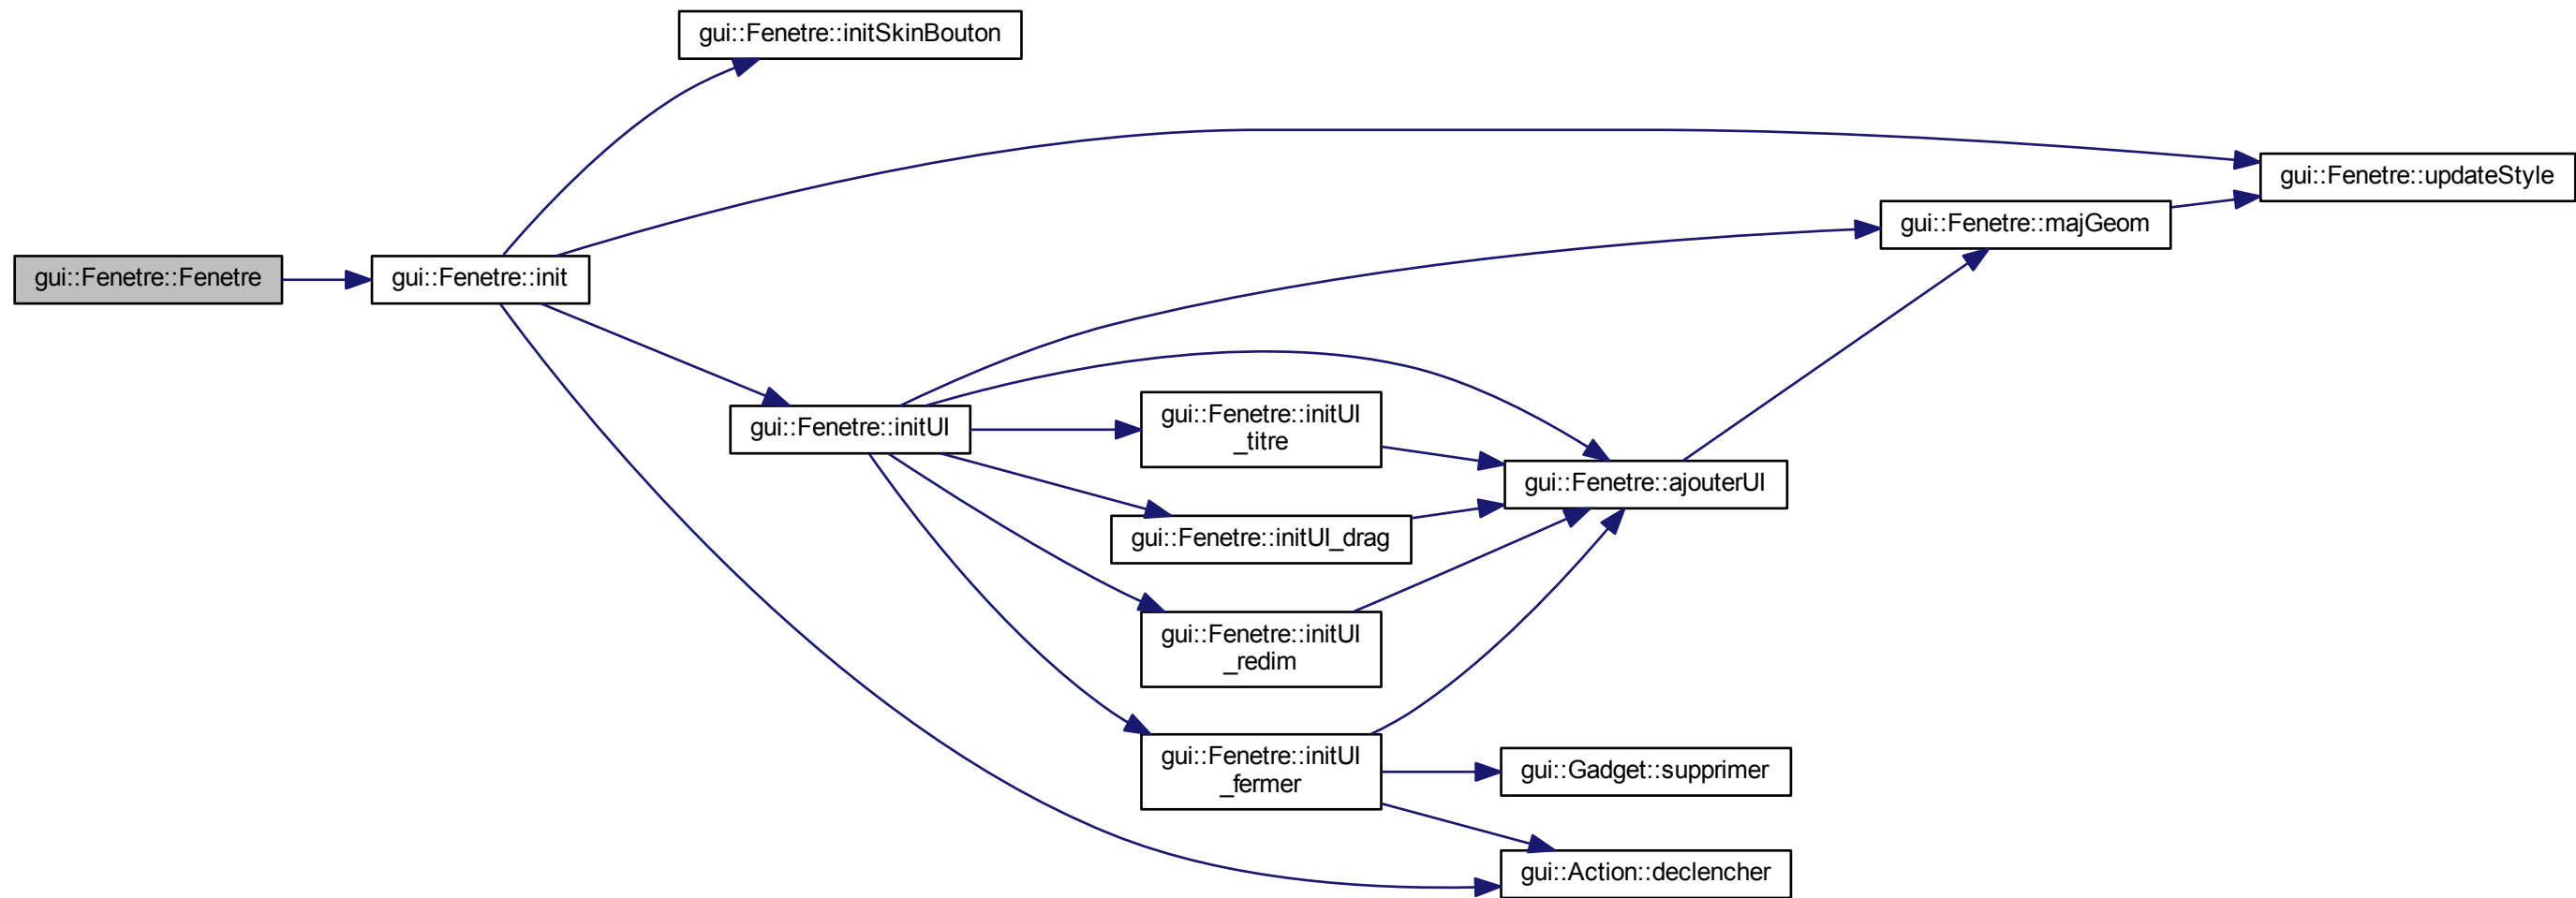 gui::Fenetre::initSkinBouton
gui::Fenetre::updateStyle
gui::Fenetre::majGeom
gui::Fenetre::Fenetre
gui::Fenetre::init
gui::Fenetre::initUI
gui::Fenetre::initUI
_titre
gui::Fenetre::ajouterUI
gui::Fenetre::initUI_drag
gui::Fenetre::initUI
_redim
gui::Fenetre::initUI
_fermer
gui::Gadget::supprimer
gui::Action::declencher